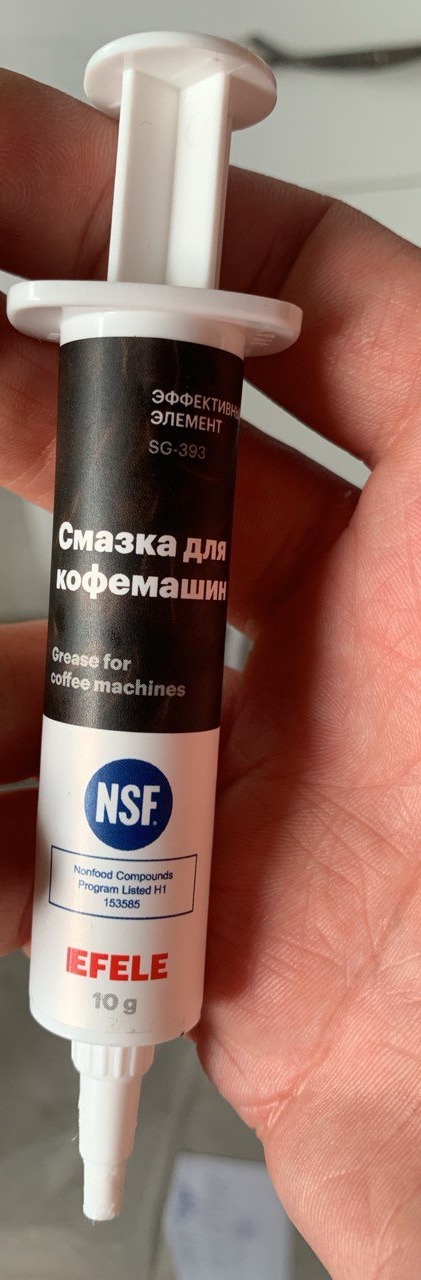 ЭФФЕКТИВНЫ
ЭЛЕМЕНТ
SG-393
Смазка для
кофемашин
Grease for
coffee machines
NSF.
Nonfood Compounds
Program Listed H1
153585
EFELE
10 g